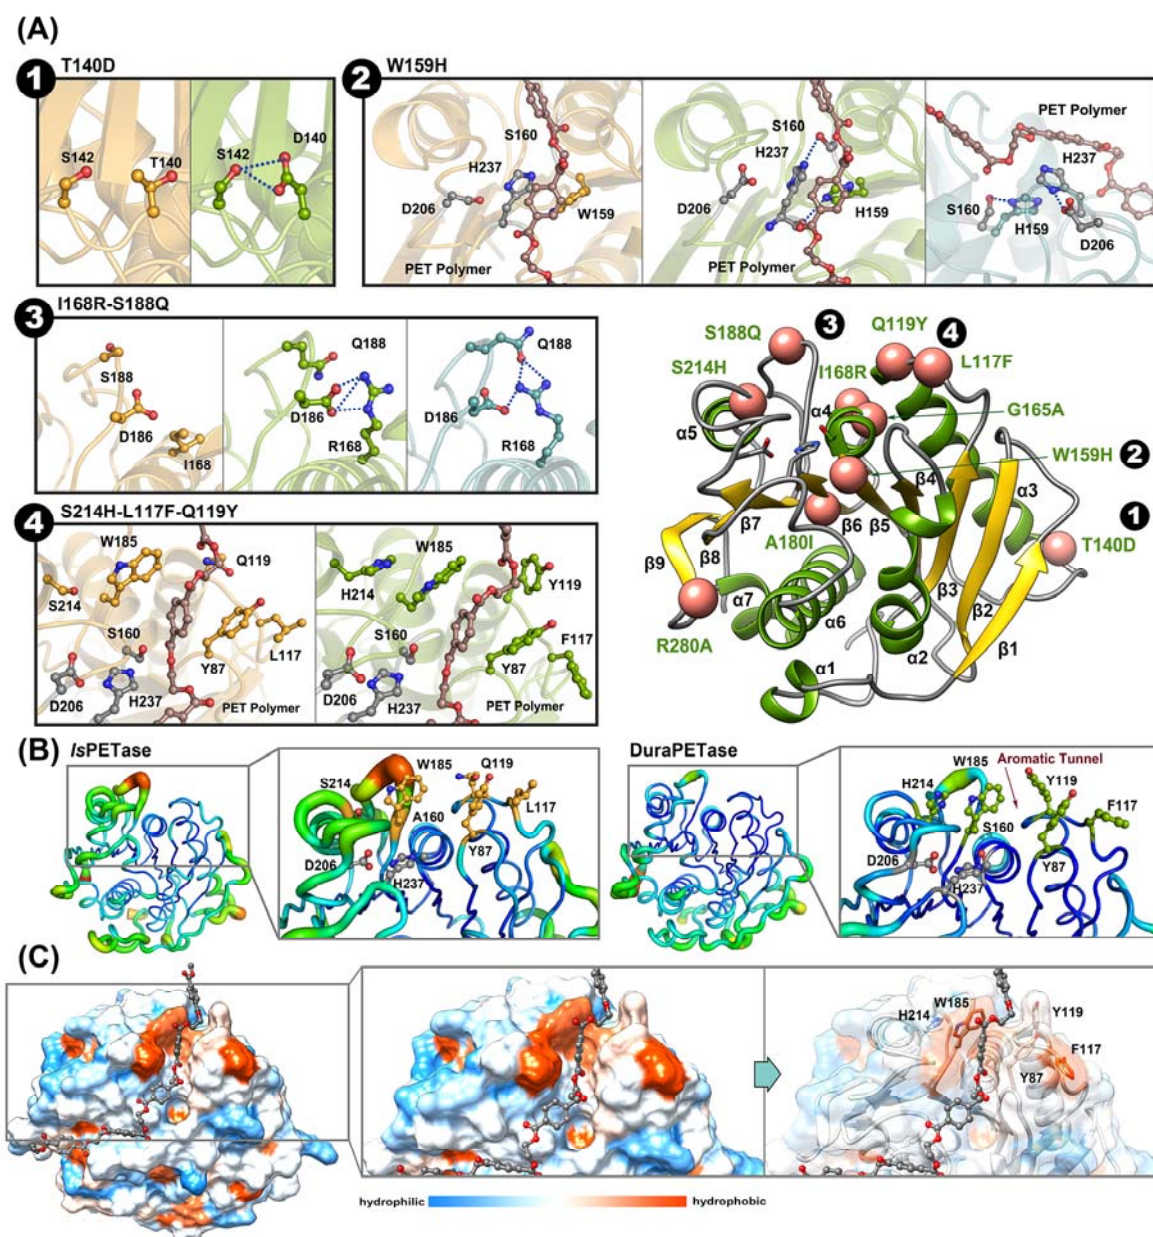 (A)
1 T140D
S142
T140
S142
D140
2 W159H
S160
H237
D206
W159
PET Polymer
S160
H237
D206
H159
PET Polymer
PET Polymer
H237
S160
H159
D206
3 I168R-S188Q
S188
D186
I168
Q188
D186
R168
Q188
D186
R168
4 S214H-L117F-Q119Y
W185
Q119
S214
S160
L117
Y87
D206
H237
PET Polymer
W185
H214
Y119
S160
F117
Y87
D206
H237
PET Polymer
S188Q
3
Q119Y
4
S214H
I168R
L117F
α4
G165A
α5
W159H
2
β4
α3
β7
β6
β5
1
A180I
T140D
β8
β9
β3
α7
α6
β2
R280A
α2
β1
α1
(B)
IsPETase
W185
Q119
S214
L117
A160
Y87
D206
H237
DuraPETase
W185
Aromatic Tunnel
H214
Y119
F117
S160
D206
Y87
H237
(C)
W185
H214
Y119
F117
Y87
hydrophilic
hydrophobic